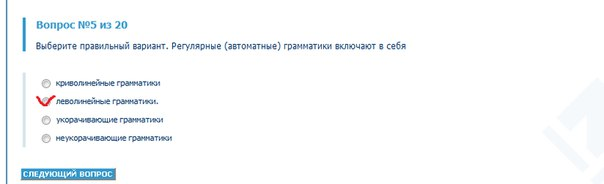 Вопрос №5 из 20
Выберите правильный вариант. Регулярные (автоматные) грамматики включают в себя
криволинейные грамматики
леволинейные грамматики.
укорачивающие грамматики
неукорачивающие грамматики
СЛЕДУЮЩИЙ ВОПРОС